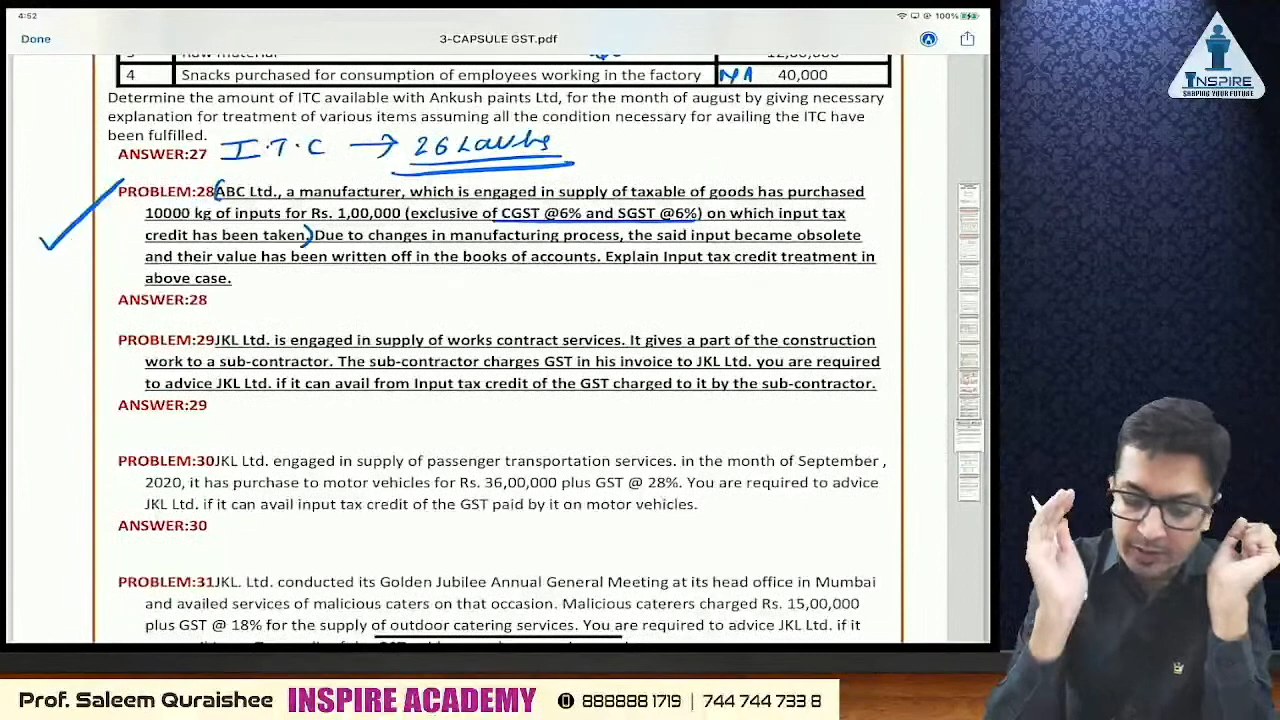 4:52
100%
Done
3-CAPSULE GST.pdf
4 Snacks purchased for consumption of employees working in the factory NA 40,000
Determine the amount of ITC available with Ankush paints Ltd, for the month of august by giving necessary
explanation for treatment of various items assuming all the condition necessary for availing the ITC have
been fulfilled.
I.T.C → 26 Lakhs
ANSWER:27
PROBLEM:28 ABC Ltd., a manufacturer, which is engaged in supply of taxable of goods has purchased
10000 kg of inputs for Rs. 1,00,000 (exclusive of CGST @6% and SGST @6%) on which input tax
credit has been taken. Due to changes in manufacturing process, the said input became obsolete
and their value has been written off in the books of accounts. Explain Input tax credit treatment in
above case.
ANSWER:28
PROBLEM:29JKL Ltd. is engaged in supply of works contract services. It gives a part of the construction
work to a sub-contractor. The sub-contractor charges GST in his invoice to JKL Ltd. you are required
to advice JKL Ltd. if it can avail from Input tax credit of the GST charged to it by the sub-contractor.
ANSWER:29
PROBLEM:30JKL Ltd. engaged in supply of passenger transportation services. in the month of September ,
2020, it has purchase to motor vehicles for Rs. 36,00,000 plus GST @ 28%. You are required to advice
JKL Ltd. if it can avail input tax credit of the GST paid by it on motor vehicles.
ANSWER:30
PROBLEM:31JKL. Ltd. conducted its Golden Jubilee Annual General Meeting at its head office in Mumbai
and availed services of malicious caters on that occasion. Malicious caterers charged Rs. 15,00,000
plus GST @ 18% for the supply of outdoor catering services. You are required to advice JKL Ltd. if it
INSPIRE
SHAPING YOUR FUTURE
Prof. Saleem Quraishee INSPIRE ACADEMY 888888 1719 | 744 744 733 8